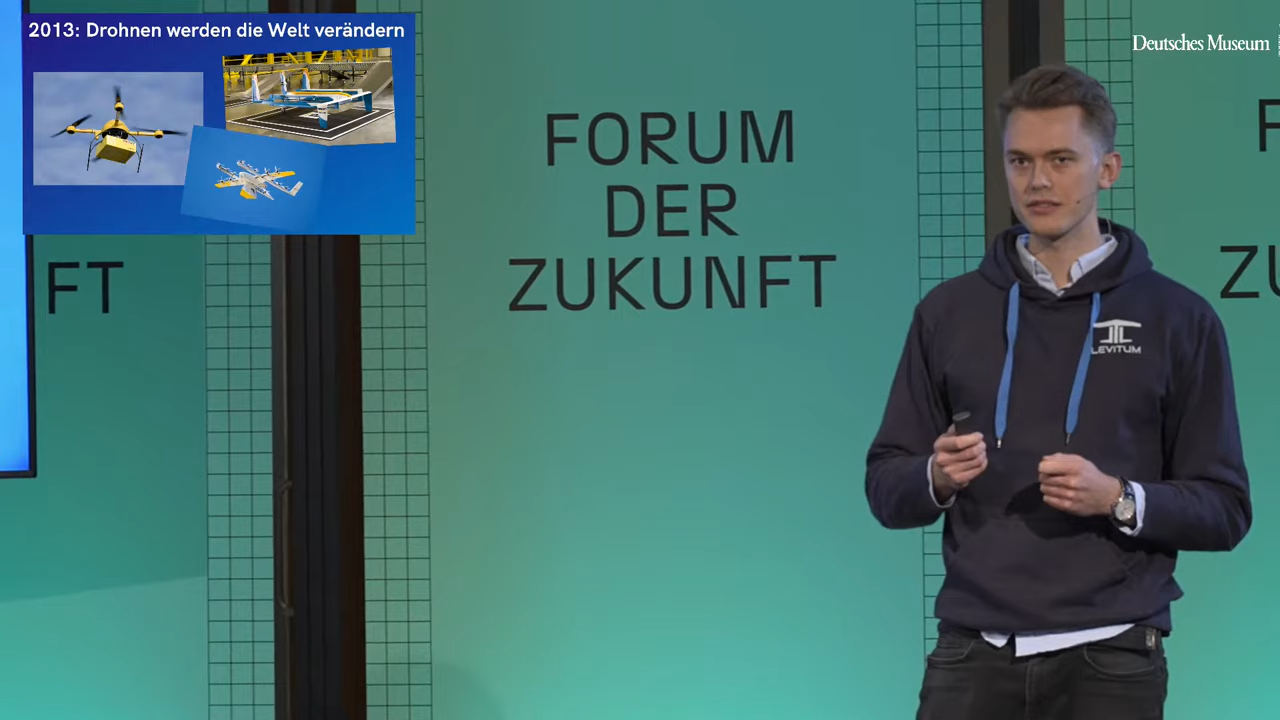 2013: Drohnen werden die Welt verändern
Deutsches Museum
FORUM
DER
ZUKUNFT
FT
F
ZU
LEVITUM